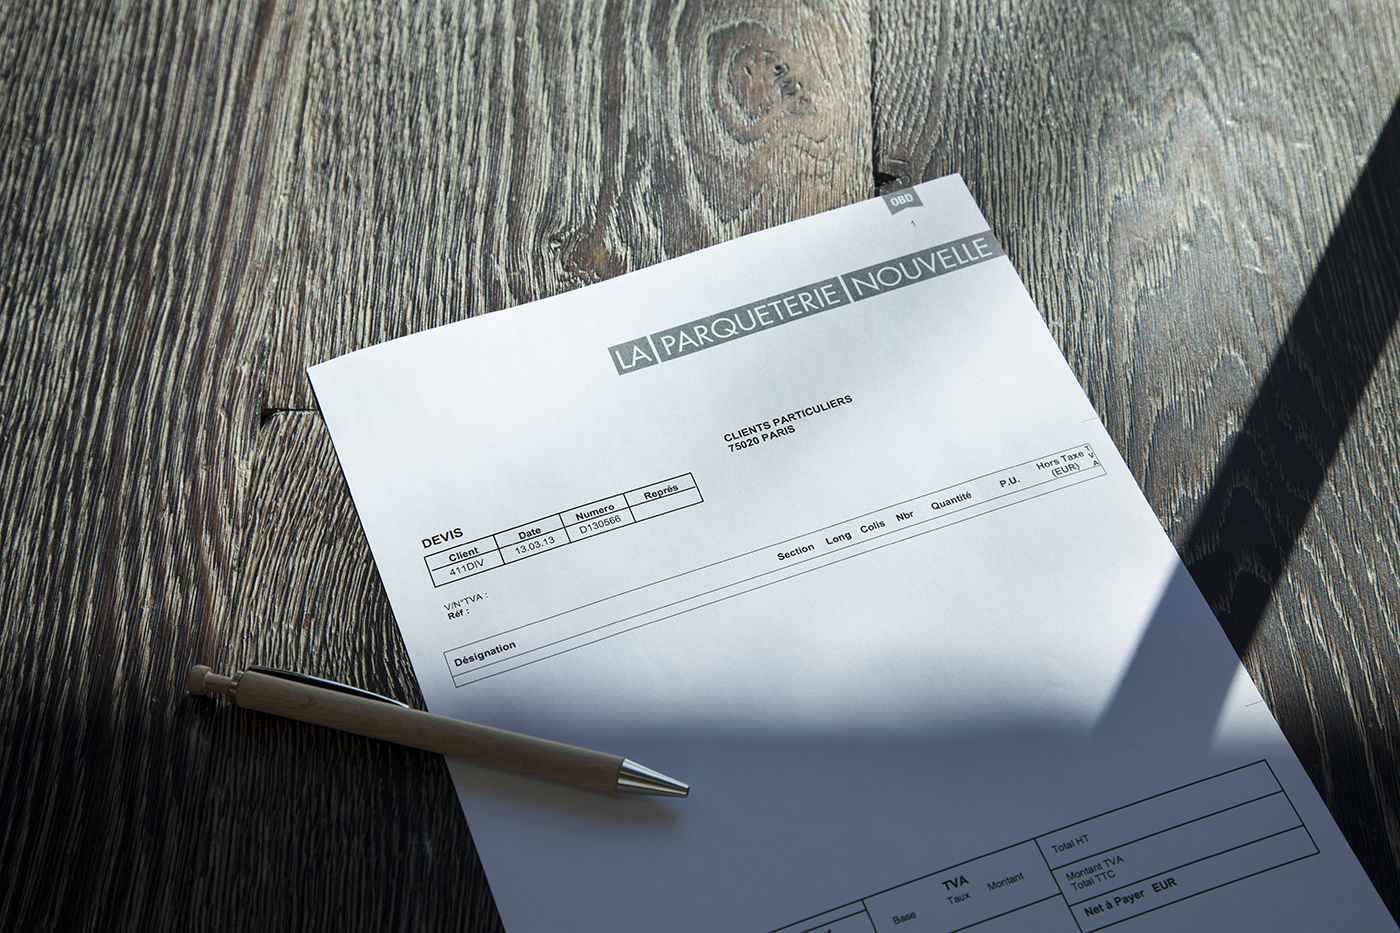 OBD
1
LA PARQUETERIE NOUVELLE
CLIENTS PARTICULIERS
75020 PARIS
DEVIS
Client Date Numero Représ
411DIV 13.03.13 D130566
V/N°TVA :
Réf :
Désignation Section Long Colis Nbr Quantité P.U. Hors Taxe (EUR) TVA
TVA
Base Taux Montant
Total HT
Montant TVA
Total TTC
Net à Payer EUR